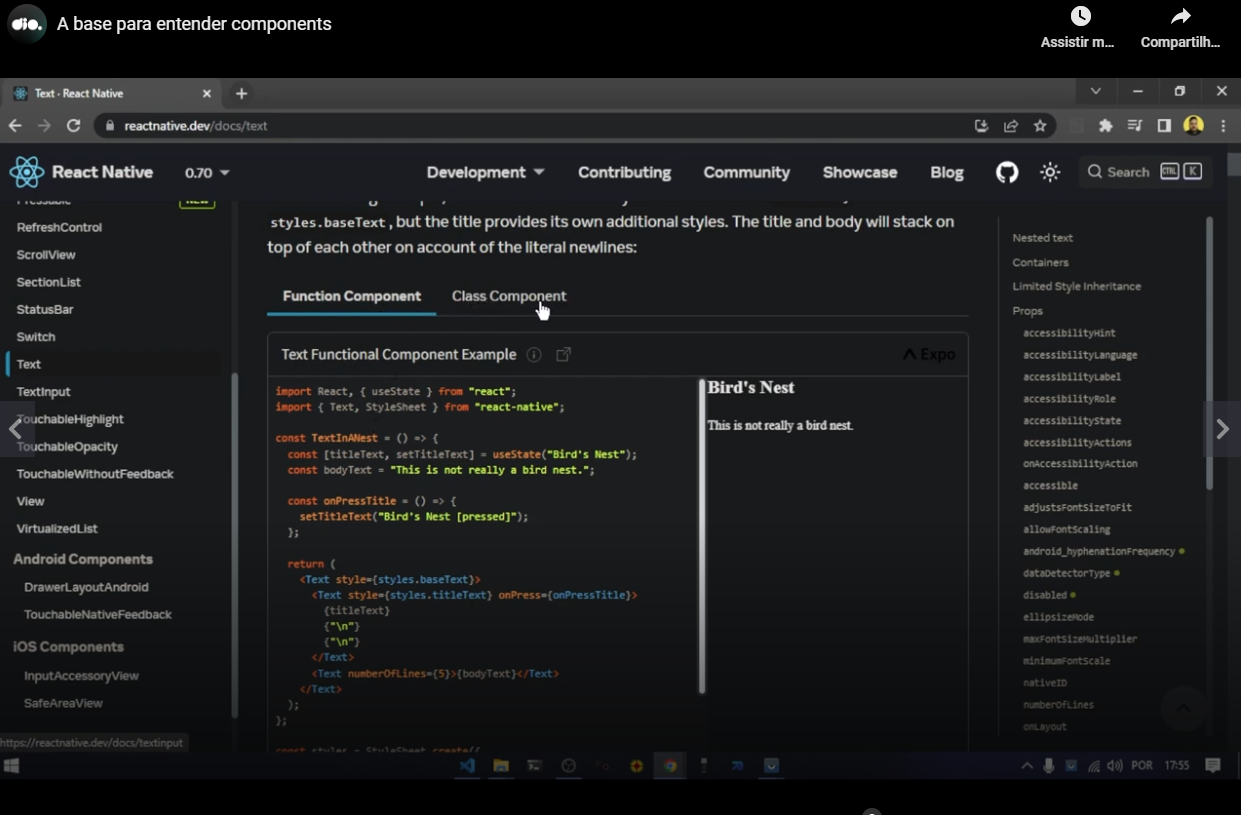 dio.
A base para entender components
Assistir m...
Compartilh...
Text · React Native
reactnative.dev/docs/text
React Native
0.70
Development
Contributing
Community
Showcase
Blog
Search
CTRL K
Pressable
NEW
RefreshControl
ScrollView
SectionList
StatusBar
Switch
Text
TextInput
TouchableHighlight
TouchableOpacity
TouchableWithoutFeedback
View
VirtualizedList
Android Components
DrawerLayoutAndroid
TouchableNativeFeedback
iOS Components
InputAccessoryView
SafeAreaView
https://reactnative.dev/docs/textinput
styles.baseText, but the title provides its own additional styles. The title and body will stack on
top of each other on account of the literal newlines:
Function Component
Class Component
Text Functional Component Example
Expo
import React, { useState } from "react";
import { Text, StyleSheet } from "react-native";
const TextInANest = () => {
const [titleText, setTitleText] = useState("Bird's Nest");
const bodyText = "This is not really a bird nest.";
const onPressTitle = () => {
setTitleText("Bird's Nest [pressed]");
};
return (
<Text style={styles.baseText}>
<Text style={styles.titleText} onPress={onPressTitle}>
{titleText}
{"\n"}
{"\n"}
</Text>
<Text numberOfLines={5}>{bodyText}</Text>
</Text>
);
};
const styles = StyleSheet.create({
Bird's Nest
This is not really a bird nest.
Nested text
Containers
Limited Style Inheritance
Props
accessibilityHint
accessibilityLanguage
accessibilityLabel
accessibilityRole
accessibilityState
accessibilityActions
onAccessibilityAction
accessible
adjustsFontSizeToFit
allowFontScaling
android_hyphenationFrequency
dataDetectorType
disabled
ellipsizeMode
maxFontSizeMultiplier
minimumFontScale
nativeID
numberOfLines
onLayout
POR
17:55